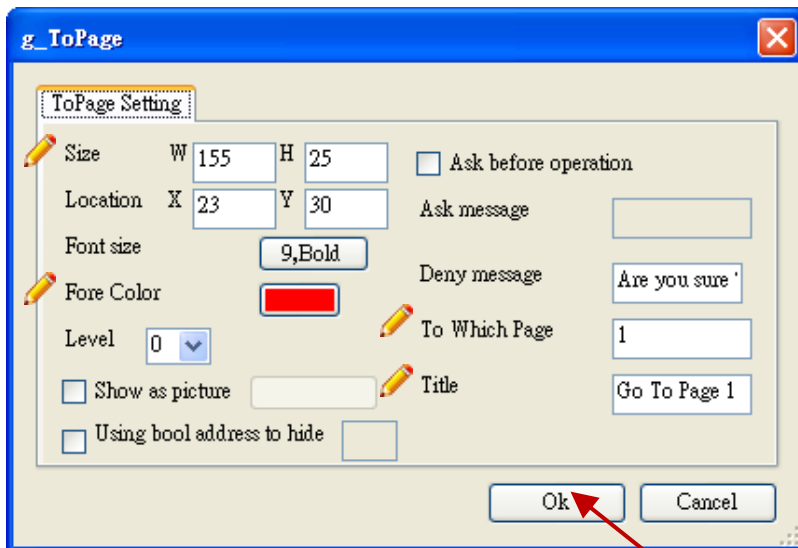 g_ToPage
ToPage Setting
Size W 155 H 25
Location X 23 Y 30
Font size 9,Bold
Fore Color
Level 0
Show as picture
Using bool address to hide
Ask before operation
Ask message
Deny message Are you sure '
To Which Page 1
Title Go To Page 1
Ok Cancel